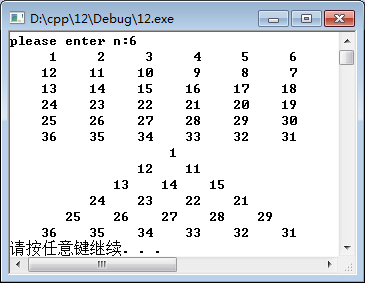 D:\cpp\12\Debug\12.exe
please enter n:6
1 2 3 4 5 6
12 11 10 9 8 7
13 14 15 16 17 18
24 23 22 21 20 19
25 26 27 28 29 30
36 35 34 33 32 31
1
12 11
13 14 15
24 23 22 21
25 26 27 28 29
36 35 34 33 32 31
请按任意键继续. . .